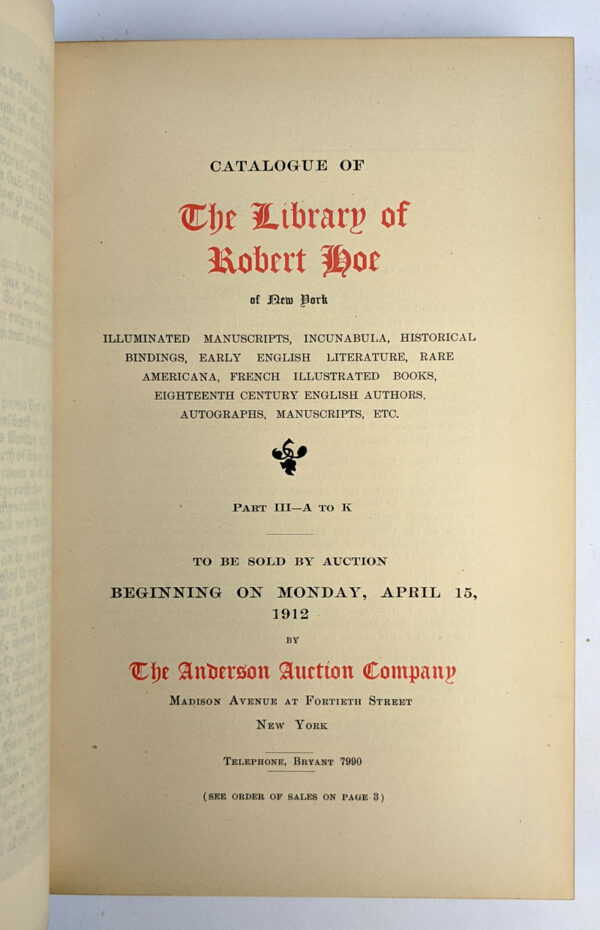 CATALOGUE OF
The Library of
Robert Hoe
of New York
ILLUMINATED MANUSCRIPTS, INCUNABULA, HISTORICAL
BINDINGS, EARLY ENGLISH LITERATURE, RARE
AMERICANA, FRENCH ILLUSTRATED BOOKS,
EIGHTEENTH CENTURY ENGLISH AUTHORS,
AUTOGRAPHS, MANUSCRIPTS, ETC.
PART III—A TO K
TO BE SOLD BY AUCTION
BEGINNING ON MONDAY, APRIL 15,
1912
BY
The Anderson Auction Company
MADISON AVENUE AT FORTIETH STREET
NEW YORK
TELEPHONE, BRYANT 7990
(SEE ORDER OF SALES ON PAGE 3)